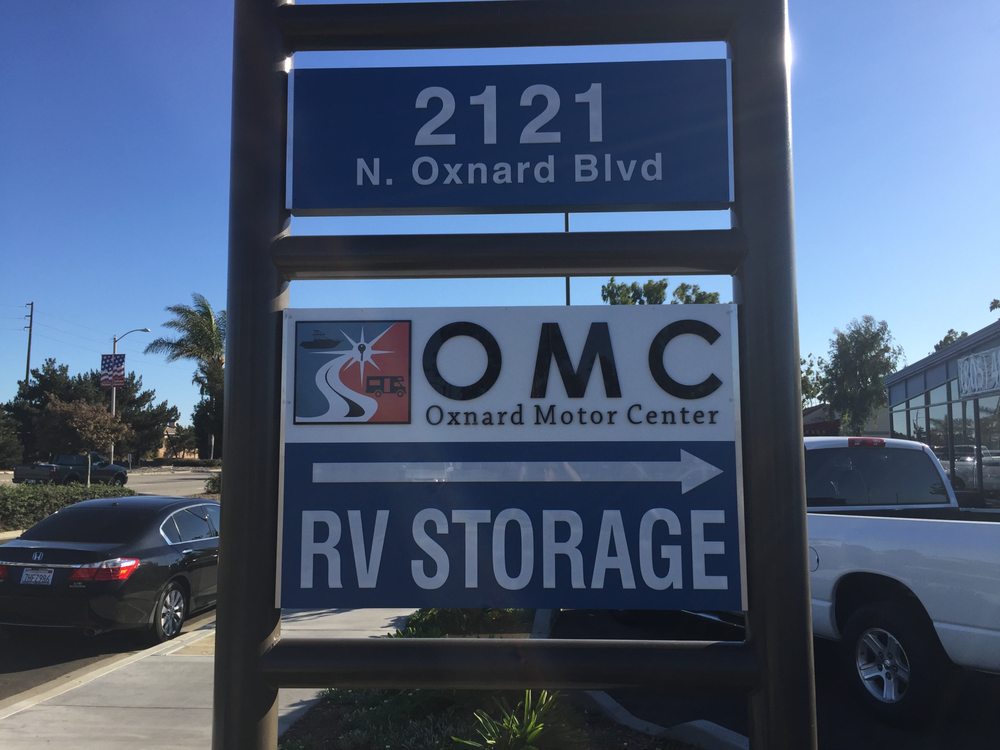 2121
N. Oxnard Blvd
OMC
Oxnard Motor Center
RV STORAGE